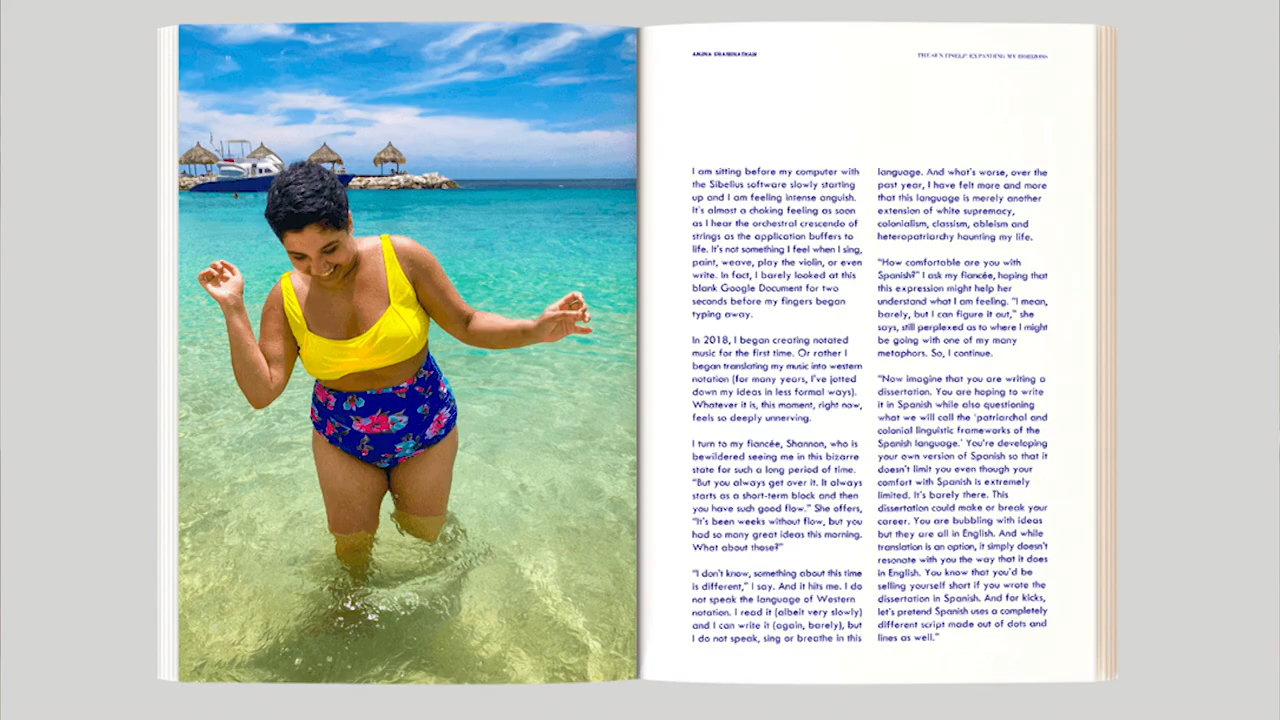 ANJNA SWAMINATHAN
THE SUN ITSELF: EXPANDING MY HORIZONS
I am sitting before my computer with
the Sibelius software slowly starting
up and I am feeling intense anguish.
It's almost a choking feeling as soon
as I hear the orchestral crescendo of
strings as the application buffers to
life. It's not something I feel when I sing,
paint, weave, play the violin, or even
write. In fact, I barely looked at this
blank Google Document for two
seconds before my fingers began
typing away.
In 2018, I began creating notated
music for the first time. Or rather I
began translating my music into western
notation (for many years, I've jotted
down my ideas in less formal ways).
Whatever it is, this moment, right now,
feels so deeply unnerving.
I turn to my fiancée, Shannon, who is
bewildered seeing me in this bizarre
state for such a long period of time.
“But you always get over it. It always
starts as a short-term block and then
you have such good flow.” She offers,
“It's been weeks without flow, but you
had so many great ideas this morning.
What about those?”
“I don't know, something about this time
is different,” I say. And it hits me. I do
not speak the language of Western
notation. I read it (albeit very slowly)
and I can write it (again, barely), but
I do not speak, sing or breathe in this
language. And what's worse, over the
past year, I have felt more and more
that this language is merely another
extension of white supremacy,
colonialism, classism, ableism and
heteropatriarchy haunting my life.
“How comfortable are you with
Spanish?” I ask my fiancée, hoping that
this expression might help her
understand what I am feeling. “I mean,
barely, but I can figure it out,” she
says, still perplexed as to where I might
be going with one of my many
metaphors. So, I continue.
“Now imagine that you are writing a
dissertation. You are hoping to write
it in Spanish while also questioning
what we will call the ‘patriarchal and
colonial linguistic frameworks of the
Spanish language.’ You're developing
your own version of Spanish so that it
doesn't limit you even though your
comfort with Spanish is extremely
limited. It's barely there. This
dissertation could make or break your
career. You are bubbling with ideas
but they are all in English. And while
translation is an option, it simply doesn't
resonate with you the way that it does
in English. You know that you'd be
selling yourself short if you wrote the
dissertation in Spanish. And for kicks,
let's pretend Spanish uses a completely
different script made out of dots and
lines as well.”